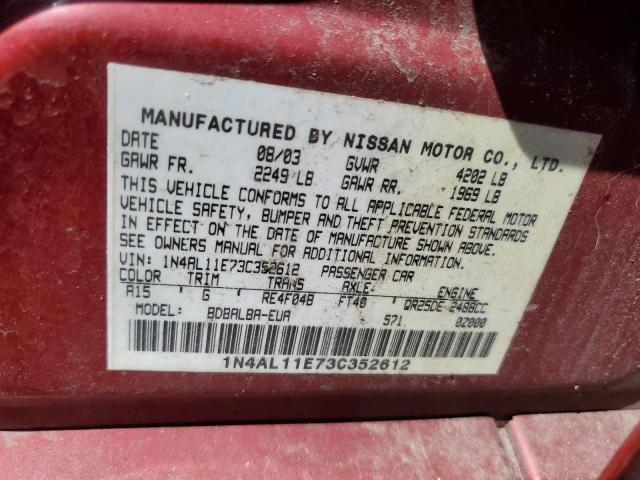 MANUFACTURED BY NISSAN MOTOR CO., LTD.
DATE 08/03 GVWR 4202 LB
GAWR FR. 2249 LB GAWR RR. 1969 LB
THIS VEHICLE CONFORMS TO ALL APPLICABLE FEDERAL MOTOR
VEHICLE SAFETY, BUMPER AND THEFT PREVENTION STANDARDS
IN EFFECT ON THE DATE OF MANUFACTURE SHOWN ABOVE.
SEE OWNERS MANUAL FOR ADDITIONAL INFORMATION.
VIN: 1N4AL11E73C352612 PASSENGER CAR
COLOR TRIM TRANS AXLE ENGINE
A15 G RE4F04B FT40 QR25DE 2488CC
MODEL: BDBALBA-EUA 571 0Z000
1N4AL11E73C352612